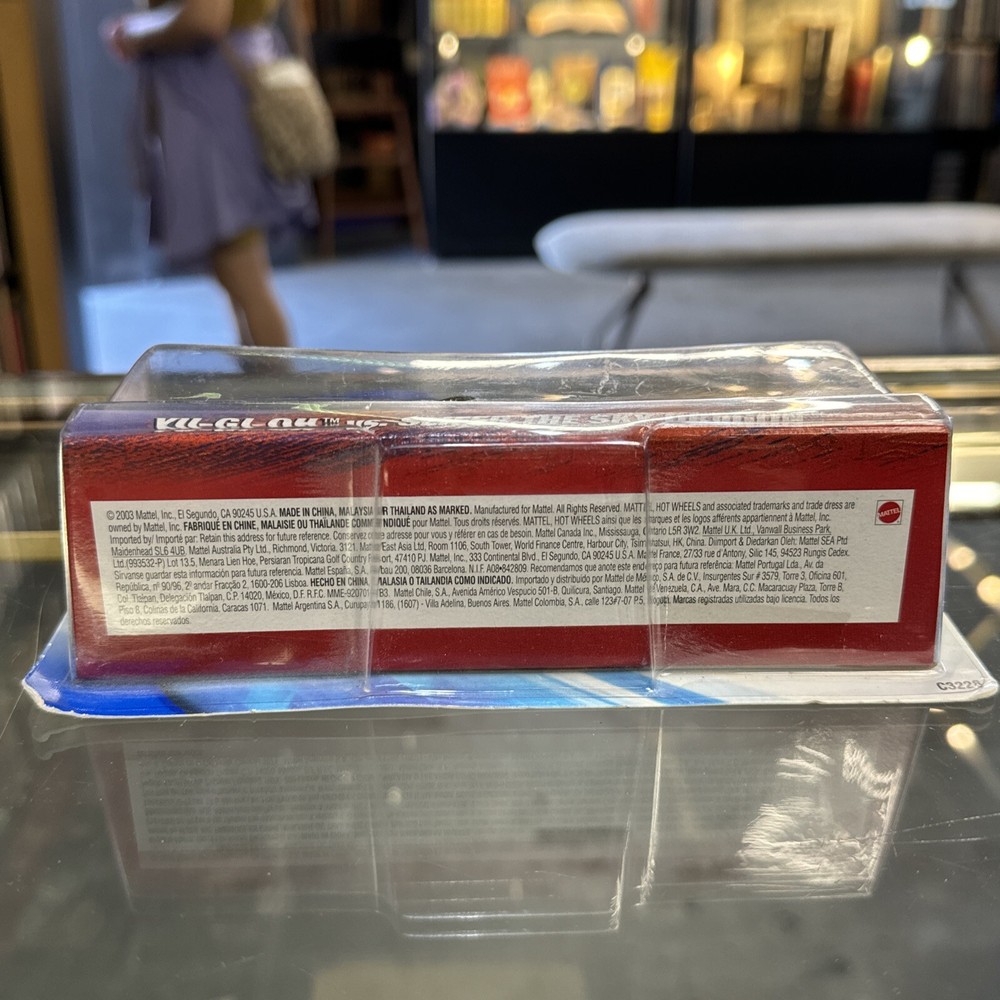 © 2003 Mattel, Inc., El Segundo, CA 90245 U.S.A. MADE IN CHINA, MALAYSIA OR THAILAND AS MARKED. Manufactured for Mattel. All Rights Reserved. MATTEL, HOT WHEELS and associated trademarks and trade dress are
owned by Mattel, Inc. FABRIQUÉ EN CHINE, MALAISIE OU THAÏLANDE COMME INDIQUÉ pour Mattel. Tous droits réservés. MATTEL, HOT WHEELS ainsi que les marques et les logos afférents appartiennent à Mattel, Inc.
Imported by/ Importé par: Retain this address for future reference. Conservez cette adresse pour vous y référer en cas de besoin. Mattel Canada Inc., Mississauga, Ontario L5R 3W2. Mattel U.K. Ltd., Vanwall Business Park,
Maidenhead SL6 4UB. Mattel Australia Pty Ltd., Richmond, Victoria. 3121. Mattel East Asia Ltd, Room 1106, South Tower, World Finance Centre, Harbour City, Tsimshatsui, HK, China. Diimport & Diedarkan Oleh: Mattel SEA Ptd
Ltd.(993532-P) Lot 13.5, Menara Lien Hoe, Persiaran Tropicana Golf Country Resort, 47410 PJ. Mattel, Inc., 333 Continental Blvd., El Segundo, CA 90245 U.S.A. Mattel France, 27/33 rue d'Antony, Silic 145, 94523 Rungis Cedex.
Sirvanse guardar esta información para futura referencia. Mattel España, S.A., 200, 08036 Barcelona. N.I.F. A08•842809. Recomendamos que anote este endereço para futura referência. Mattel Portugal Lda., Av. da
República, nº 90/96, 2º andar Fracção 2, 1600-206 Lisboa. HECHO EN CHINA, MALASIA O TAILANDIA COMO INDICADO. Importado y distribuido por Mattel de México, S.A. de C.V., Insurgentes Sur # 3579, Torre 3, Oficina 601,
Col. Tlalpan, Delegación Tlalpan, C.P. 14020, México, D.F. R.F.C. MME-920701 Mattel Chile, S.A., Avenida Américo Vespucio 501-B, Quilicura, Santiago. Mattel de Venezuela, C.A., Ave. Mara, C.C. Macaracuay Plaza, Torre B,
Piso 8, Colinas de la California, Caracas 1071. Mattel Argentina S.A., Curupaytí 1186, (1607) - Villa Adelina, Buenos Aires. Mattel Colombia, S.A., calle 123#7-07 P.5, Bogotá. Marcas registradas utilizadas bajo licencia. Todos los
derechos reservados.
MATTEL
C3228